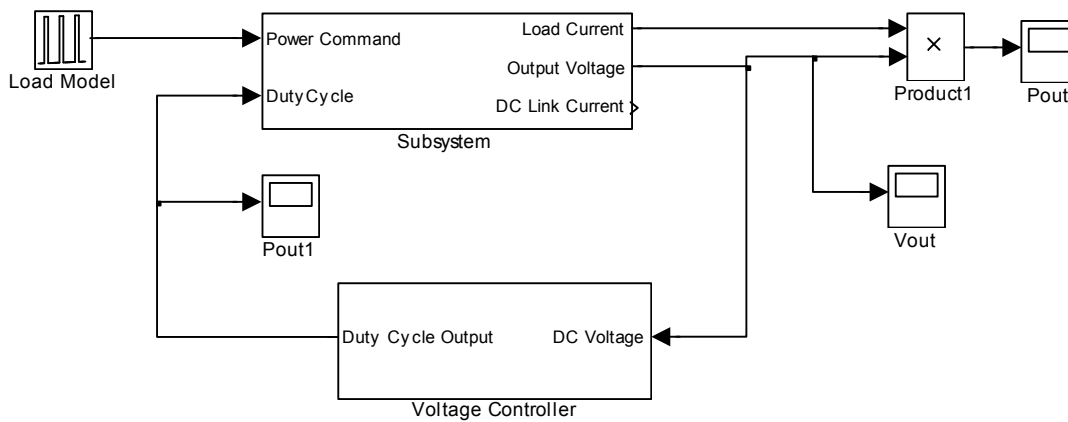 Load Model
Power Command
Duty Cycle
Load Current
Output Voltage
DC Link Current
Subsystem
×
Product1
Pout
Pout1
Vout
Duty Cycle Output
DC Voltage
Voltage Controller